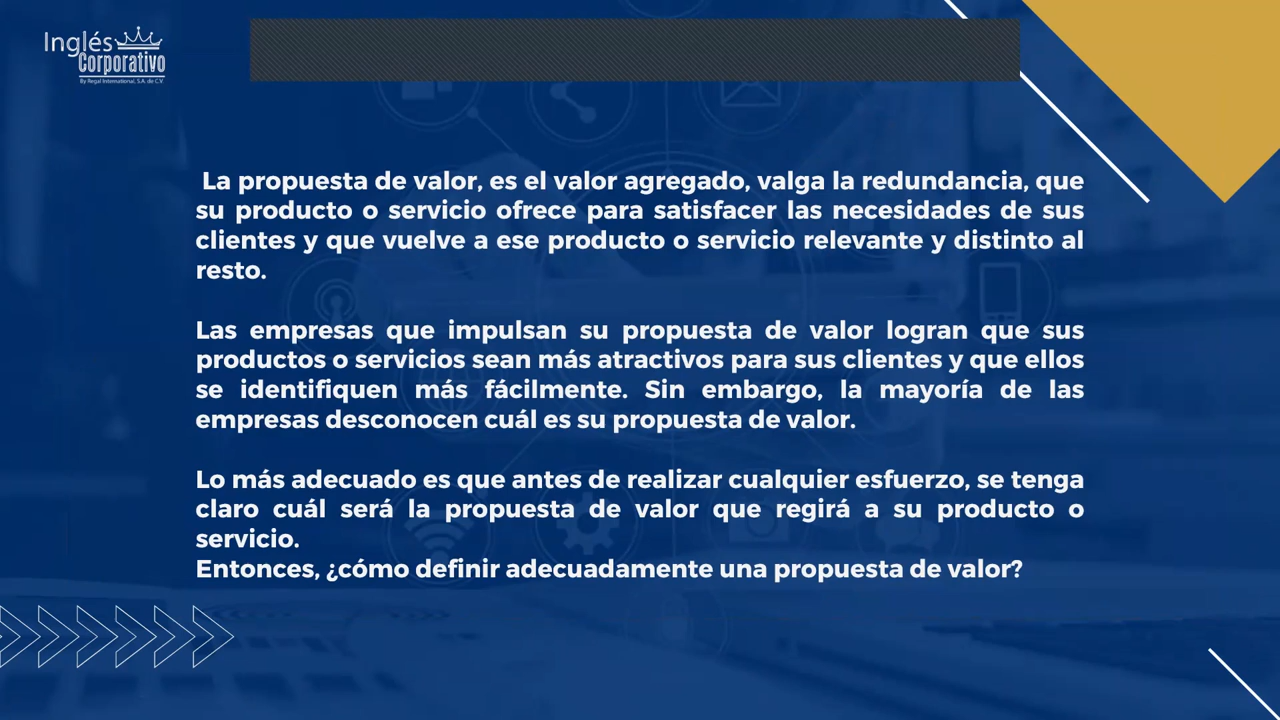 Inglés
Corporativo
By Regal International, S.A. de C.V.
La propuesta de valor, es el valor agregado, valga la redundancia, que
su producto o servicio ofrece para satisfacer las necesidades de sus
clientes y que vuelve a ese producto o servicio relevante y distinto al
resto.
Las empresas que impulsan su propuesta de valor logran que sus
productos o servicios sean más atractivos para sus clientes y que ellos
se identifiquen más fácilmente. Sin embargo, la mayoría de las
empresas desconocen cuál es su propuesta de valor.
Lo más adecuado es que antes de realizar cualquier esfuerzo, se tenga
claro cuál será la propuesta de valor que regirá a su producto o
servicio.
Entonces, ¿cómo definir adecuadamente una propuesta de valor?